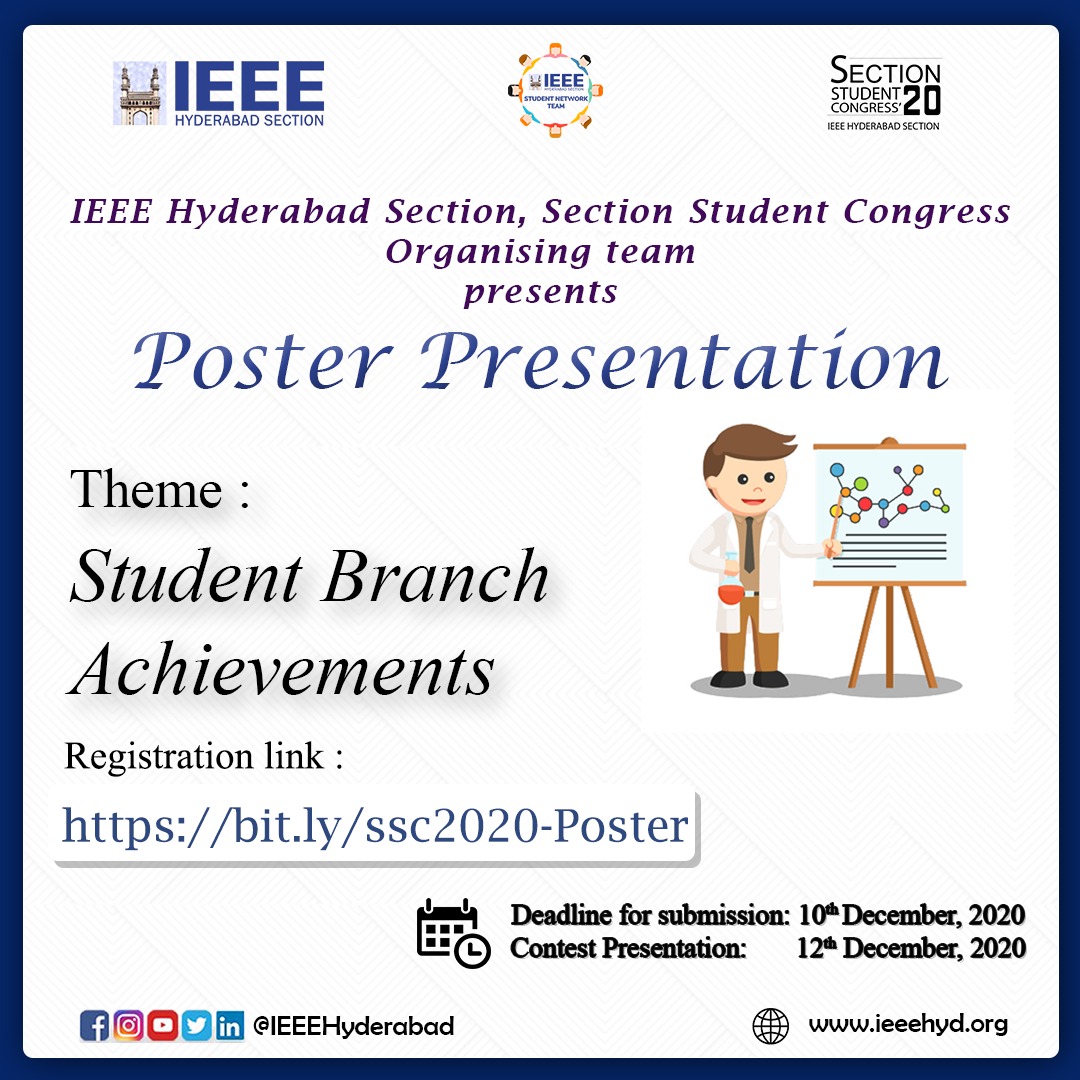 IEEE
HYDERABAD SECTION
IEEE
HYDERABAD SECTION
STUDENT NETWORK
TEAM
SECTION
STUDENT
CONGRESS'20
IEEE HYDERABAD SECTION
IEEE Hyderabad Section, Section Student Congress
Organising team
presents
Poster Presentation
Theme :
Student Branch
Achievements
Registration link :
https://bit.ly/ssc2020-Poster
Deadline for submission: 10th December, 2020
Contest Presentation: 12th December, 2020
@IEEEHyderabad
www.ieeehyd.org